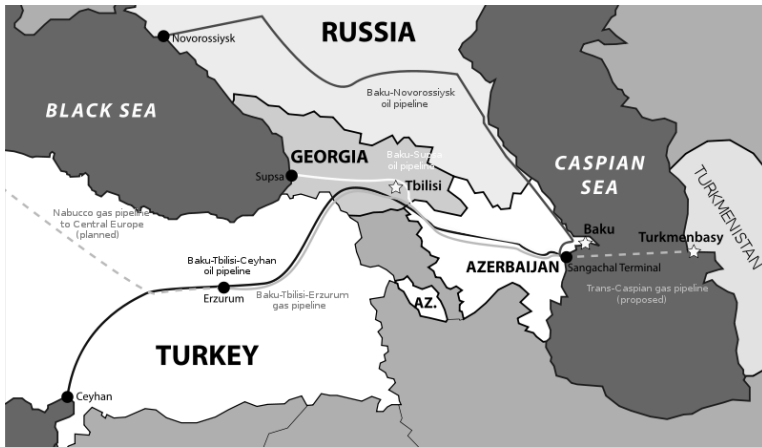 RUSSIA
Novorossiysk
Baku-Novorossiysk
oil pipeline
BLACK SEA
GEORGIA
Baku-Supsa
oil pipeline
Supsa
Tbilisi
CASPIAN
SEA
TURKMENISTAN
Nabucco gas pipeline
to Central Europe
(planned)
Baku
Turkmenbasy
Baku-Tbilisi-Ceyhan
oil pipeline
AZERBAIJAN
Sangachal Terminal
Erzurum
Baku-Tbilisi-Erzurum
gas pipeline
Trans-Caspian gas pipeline
(proposed)
AZ.
TURKEY
Ceyhan